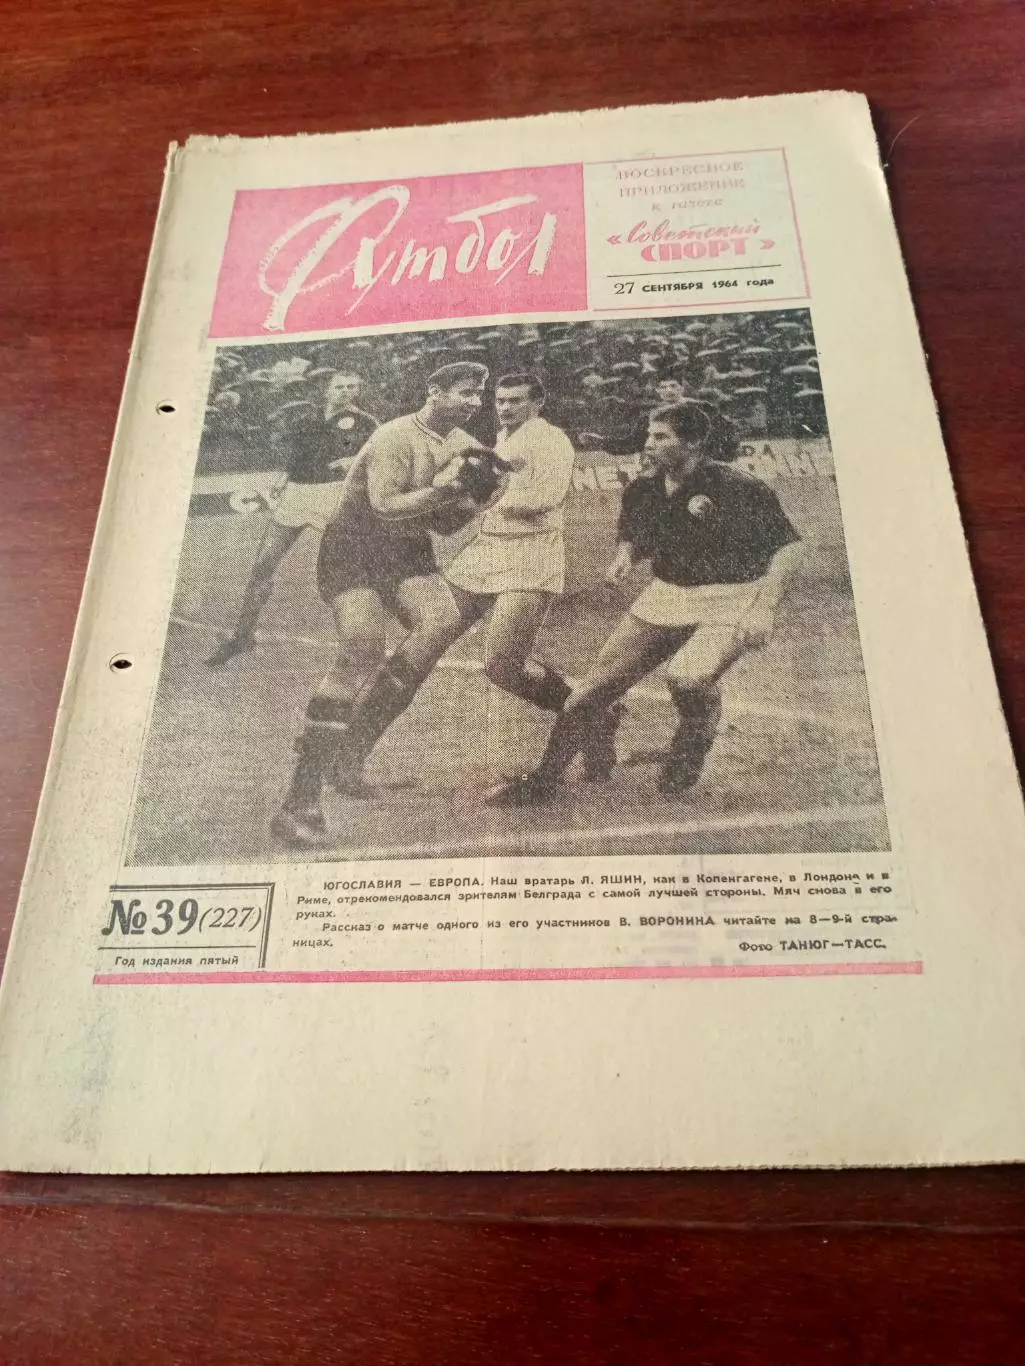 Футбол
ВОСКРЕСНОЕ
ПРИЛОЖЕНИЕ
к газете
«Советский
СПОРТ»
27 СЕНТЯБРЯ 1964 года
ЮГОСЛАВИЯ — ЕВРОПА. Наш вратарь Л. ЯШИН, как в Копенгагене, в Лондоне и в
Риме, отрекомендовался зрителям Белграда с самой лучшей стороны. Мяч снова в его
руках.
Рассказ о матче одного из его участников В. ВОРОНИНА читайте на 8—9-й стра
ницах.
Фото ТАНЮГ—ТАСС.
№ 39 (227)
Год издания пятый